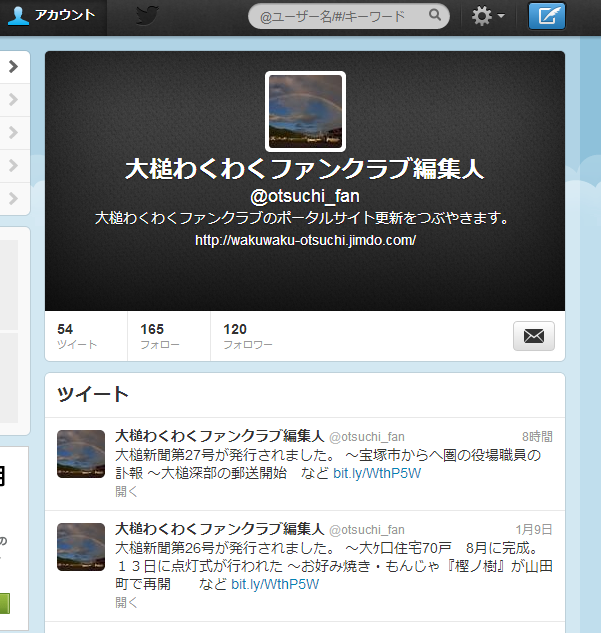 アカウント
@ユーザー名/#/キーワード
大槌わくわくファンクラブ編集人
@otsuchi_fan
大槌わくわくファンクラブのポータルサイト更新をつぶやきます。
http://wakuwaku-otsuchi.jimdo.com/
54
ツイート
165
フォロー
120
フォロワー
ツイート
大槌わくわくファンクラブ編集人 @otsuchi_fan 8時間
大槌新聞第27号が発行されました。 〜宝塚市からへ圏の役場職員の
訃報 〜大槌深部の郵送開始　など bit.ly/WthP5W
開く
大槌わくわくファンクラブ編集人 @otsuchi_fan 1月9日
大槌新聞第26号が発行されました。 〜大ケ口住宅70戸　8月に完成。
１３日に点灯式が行われた 〜お好み焼き・もんじゃ『樫ノ樹』が山田
町で再開　　など bit.ly/WthP5W
開く
の